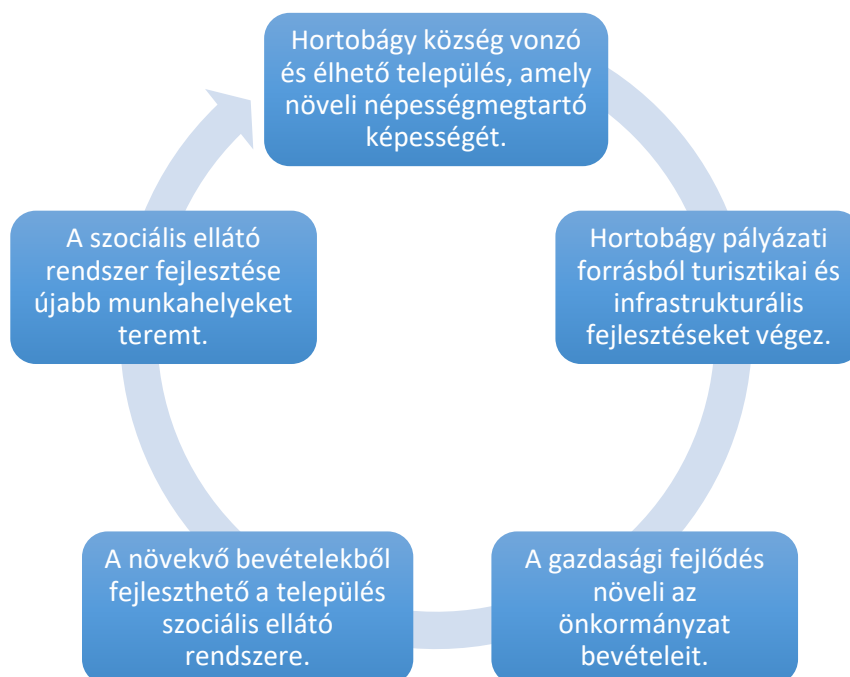 Hortobágy község vonzó
és élhető település, amely
növeli népességmegtartó
képességét.
Hortobágy pályázati
forrásból turisztikai és
infrastrukturális
fejlesztéseket végez.
A gazdasági fejlődés
növeli az
önkormányzat
bevételeit.
A növekvő bevételekből
fejleszthető a település
szociális ellátó
rendszere.
A szociális ellátó
rendszer fejlesztése
újabb munkahelyeket
teremt.